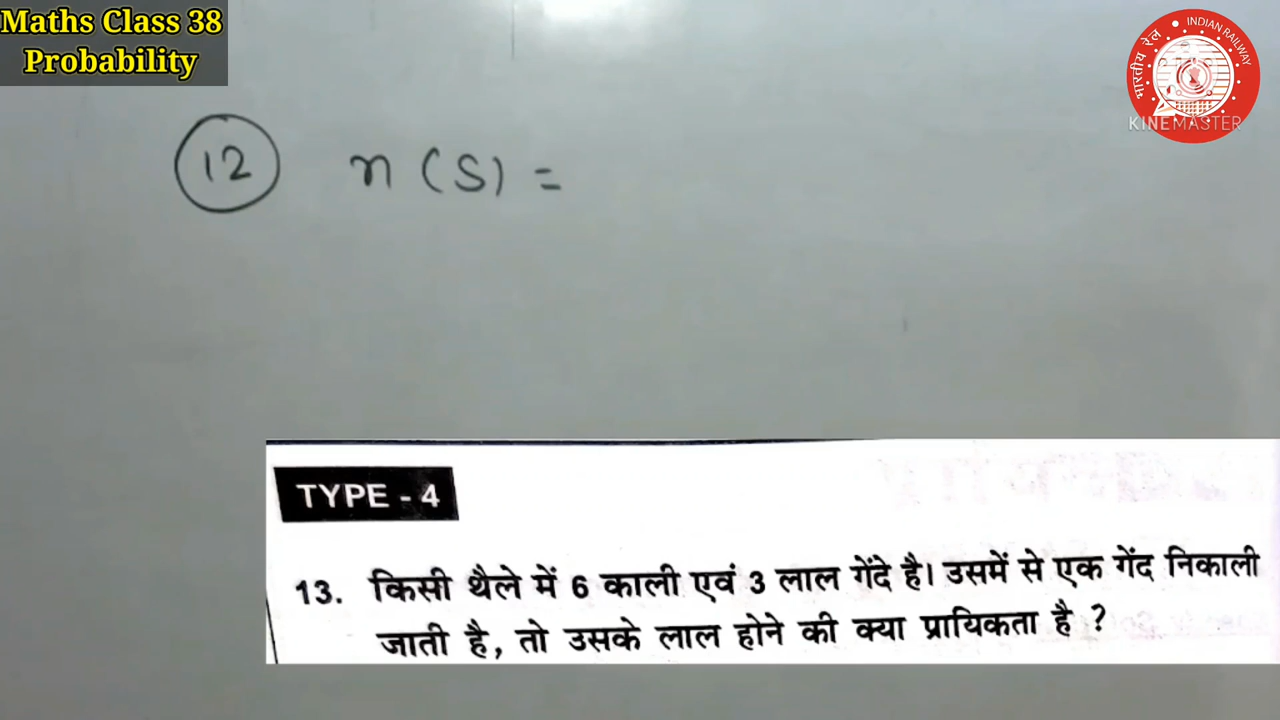 Maths Class 38
Probability
भारतीय रेल INDIAN RAILWAY
KINEMASTER
12 n (S) =
TYPE - 4
13. किसी थैले में 6 काली एवं 3 लाल गेंदे है। उसमें से एक गेंद निकाली
जाती है, तो उसके लाल होने की क्या प्रायिकता है ?